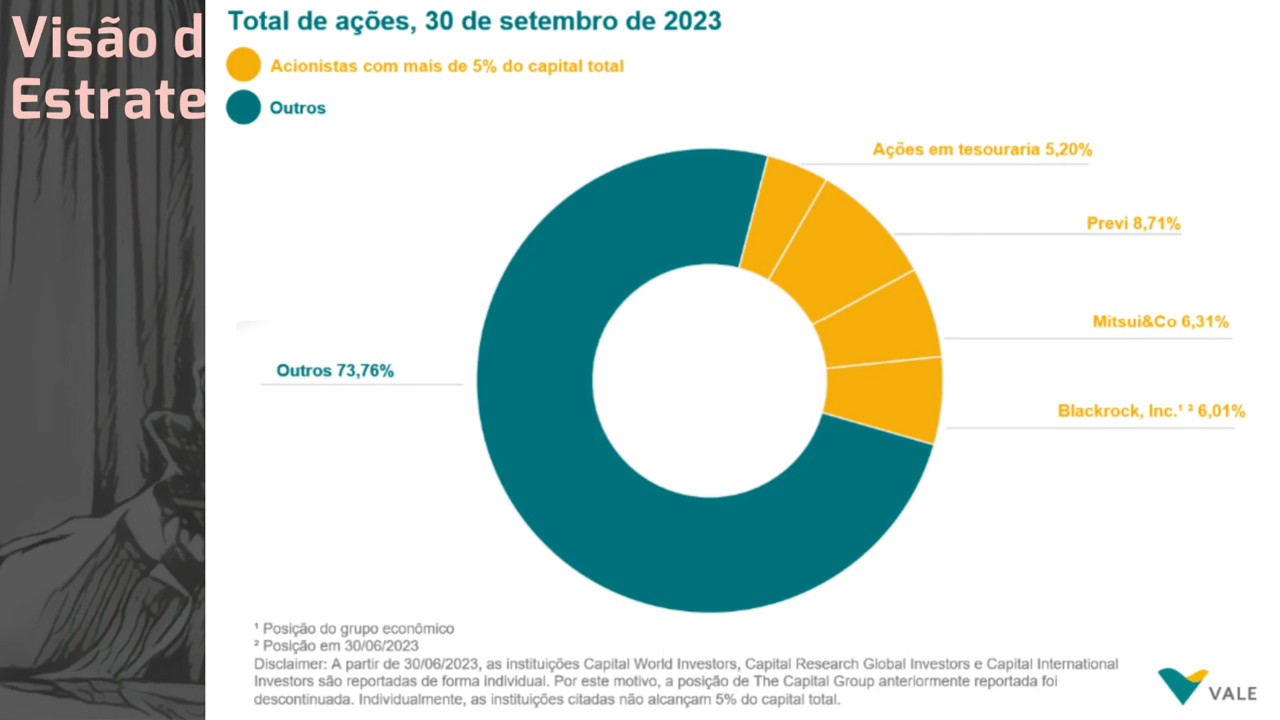 Visão d
Estrate
Total de ações, 30 de setembro de 2023
Acionistas com mais de 5% do capital total
Outros
Ações em tesouraria 5,20%
Previ 8,71%
Mitsui&Co 6,31%
Outros 73,76%
Blackrock, Inc.¹ ² 6,01%
¹ Posição do grupo econômico
² Posição em 30/06/2023
Disclaimer: A partir de 30/06/2023, as instituições Capital World Investors, Capital Research Global Investors e Capital International
Investors são reportadas de forma individual. Por este motivo, a posição de The Capital Group anteriormente reportada foi
descontinuada. Individualmente, as instituições citadas não alcançam 5% do capital total.
VALE